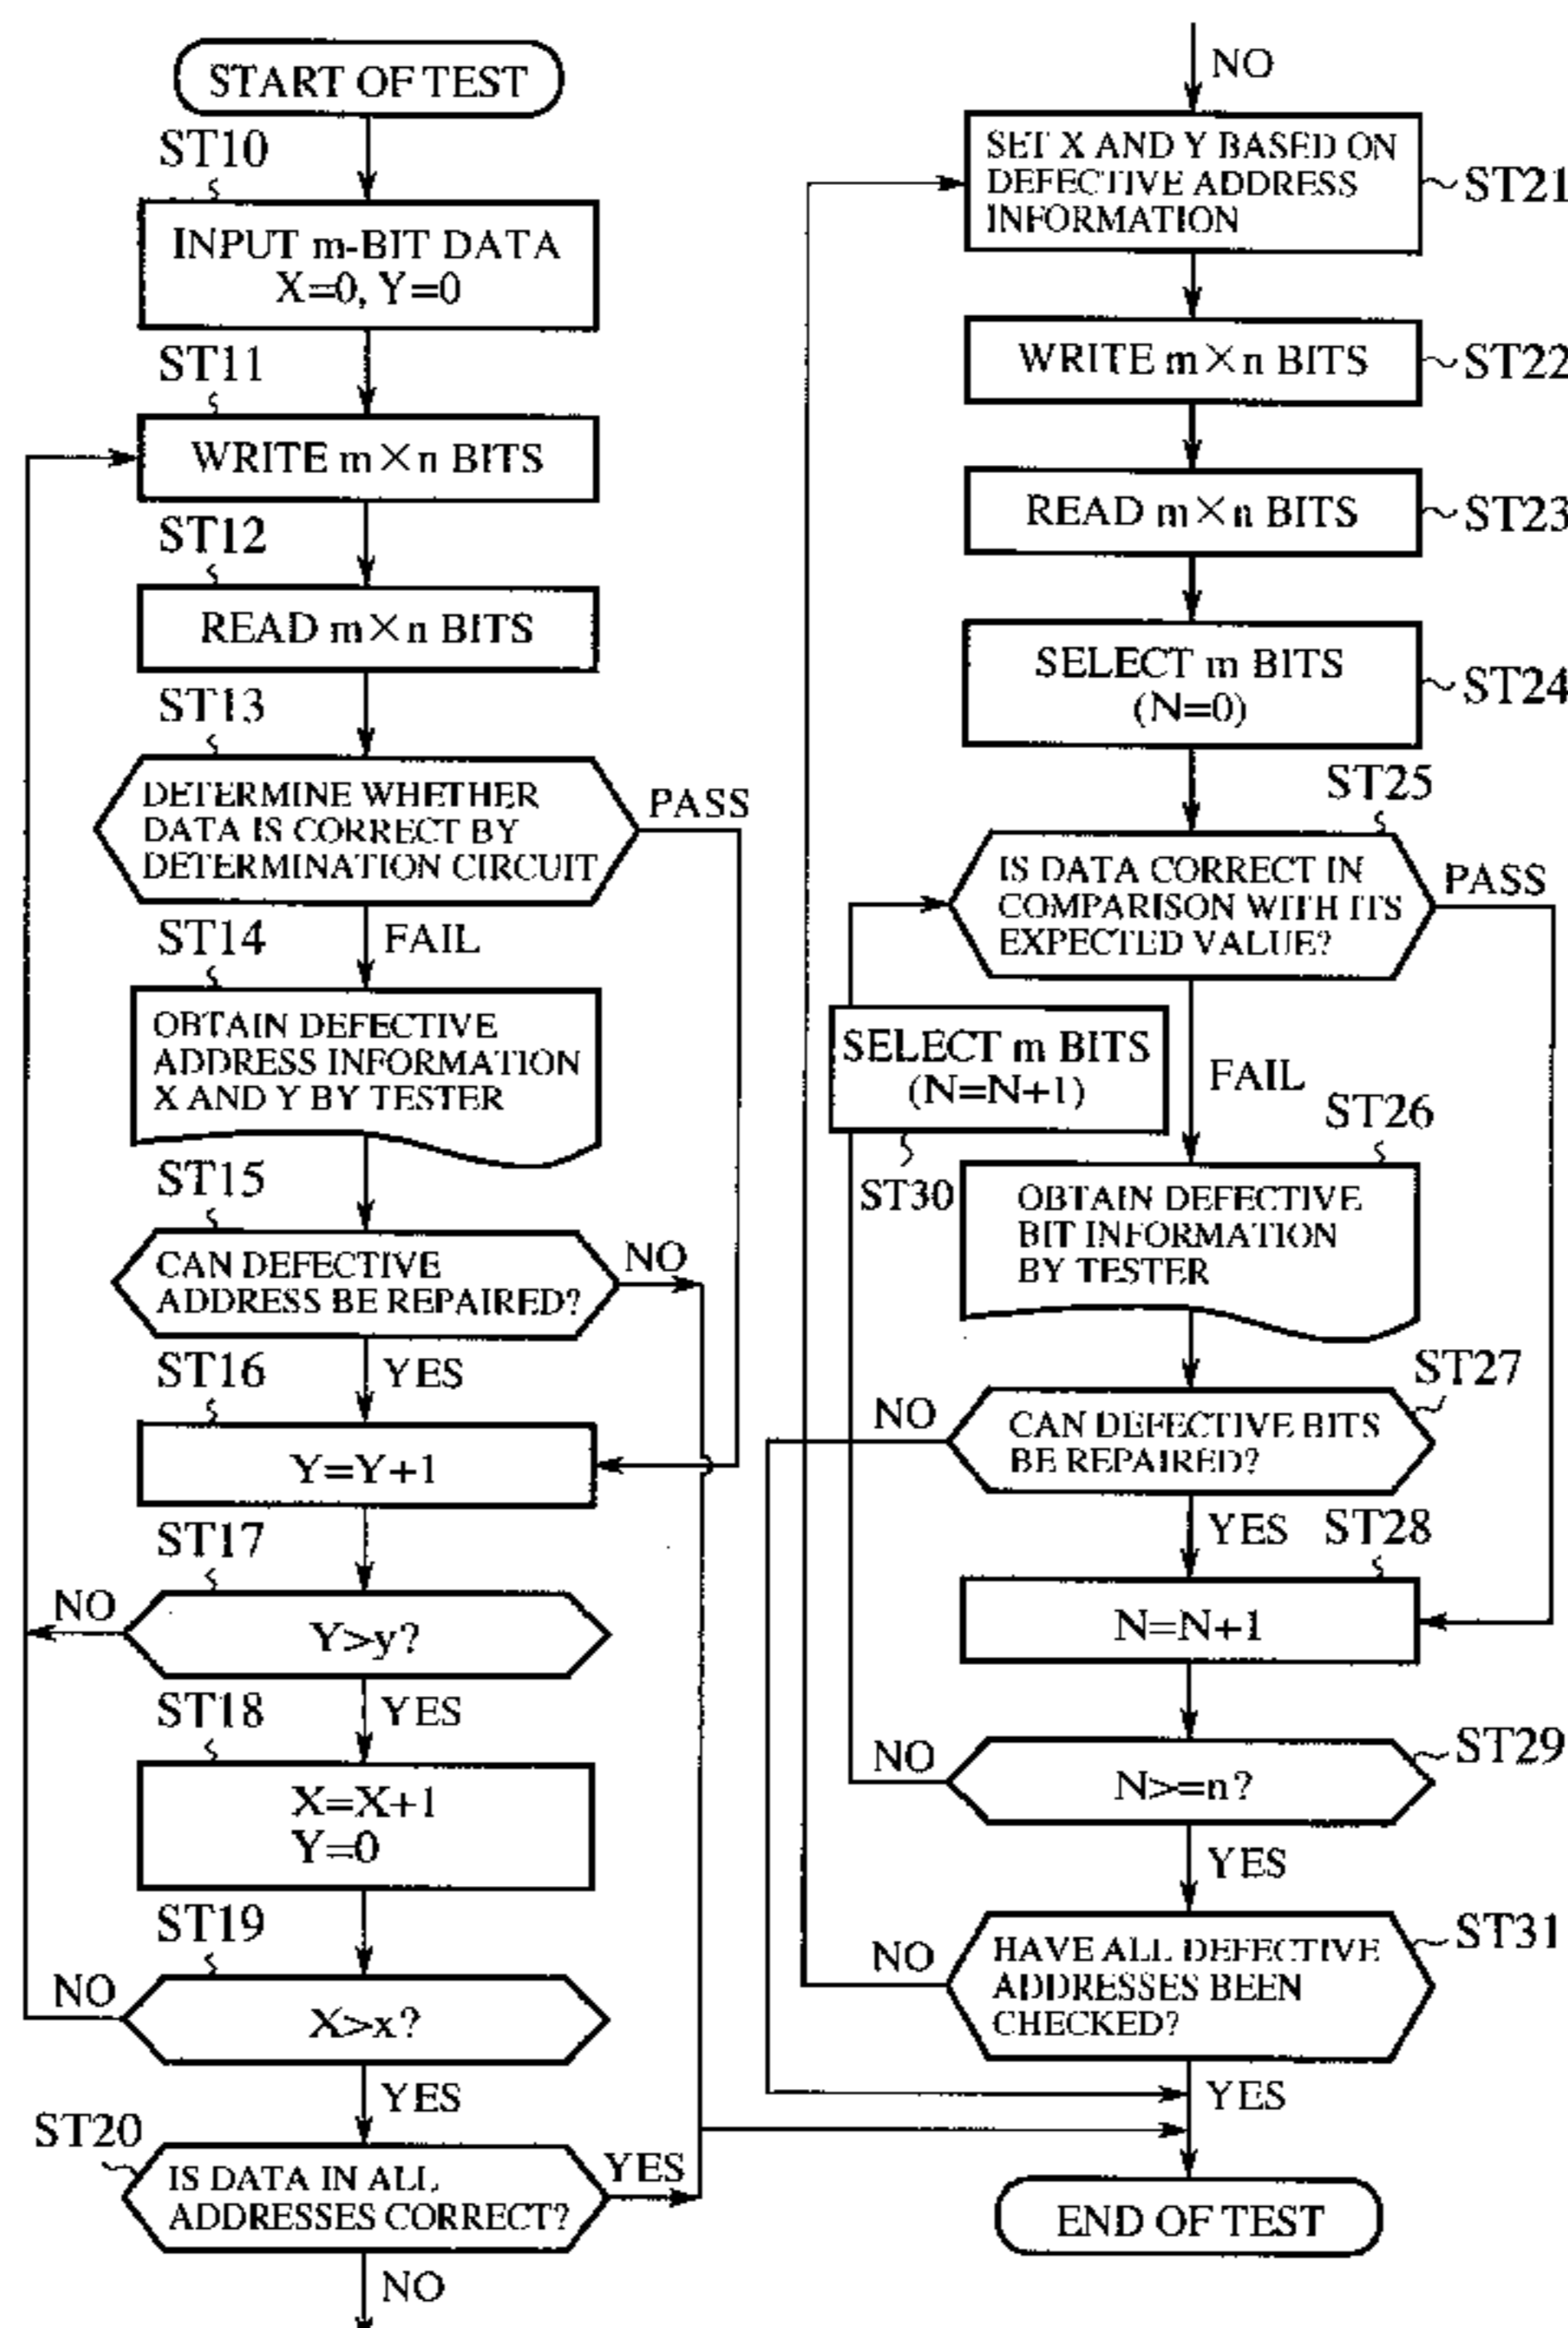 START OF TEST
ST10
INPUT m-BIT DATA
X=0, Y=0
ST11
WRITE m×n BITS
ST12
READ m×n BITS
ST13
DETERMINE WHETHER
DATA IS CORRECT BY
DETERMINATION CIRCUIT
PASS
FAIL
ST14
OBTAIN DEFECTIVE
ADDRESS INFORMATION
X AND Y BY TESTER
ST15
CAN DEFECTIVE
ADDRESS BE REPAIRED?
NO
YES
ST16
Y=Y+1
ST17
NO
Y>y?
YES
ST18
X=X+1
Y=0
ST19
NO
X>x?
YES
ST20
IS DATA IN ALL
ADDRESSES CORRECT?
YES
NO
NO
SET X AND Y BASED ON
DEFECTIVE ADDRESS
INFORMATION
ST21
WRITE m×n BITS
ST22
READ m×n BITS
ST23
SELECT m BITS
(N=0)
ST24
ST25
IS DATA CORRECT IN
COMPARISON WITH ITS
EXPECTED VALUE?
PASS
SELECT m BITS
(N=N+1)
ST30
FAIL
ST26
OBTAIN DEFECTIVE
BIT INFORMATION
BY TESTER
ST27
NO
CAN DEFECTIVE BITS
BE REPAIRED?
YES
ST28
N=N+1
ST29
NO
N>=n?
YES
ST31
NO
HAVE ALL DEFECTIVE
ADDRESSES BEEN
CHECKED?
YES
END OF TEST